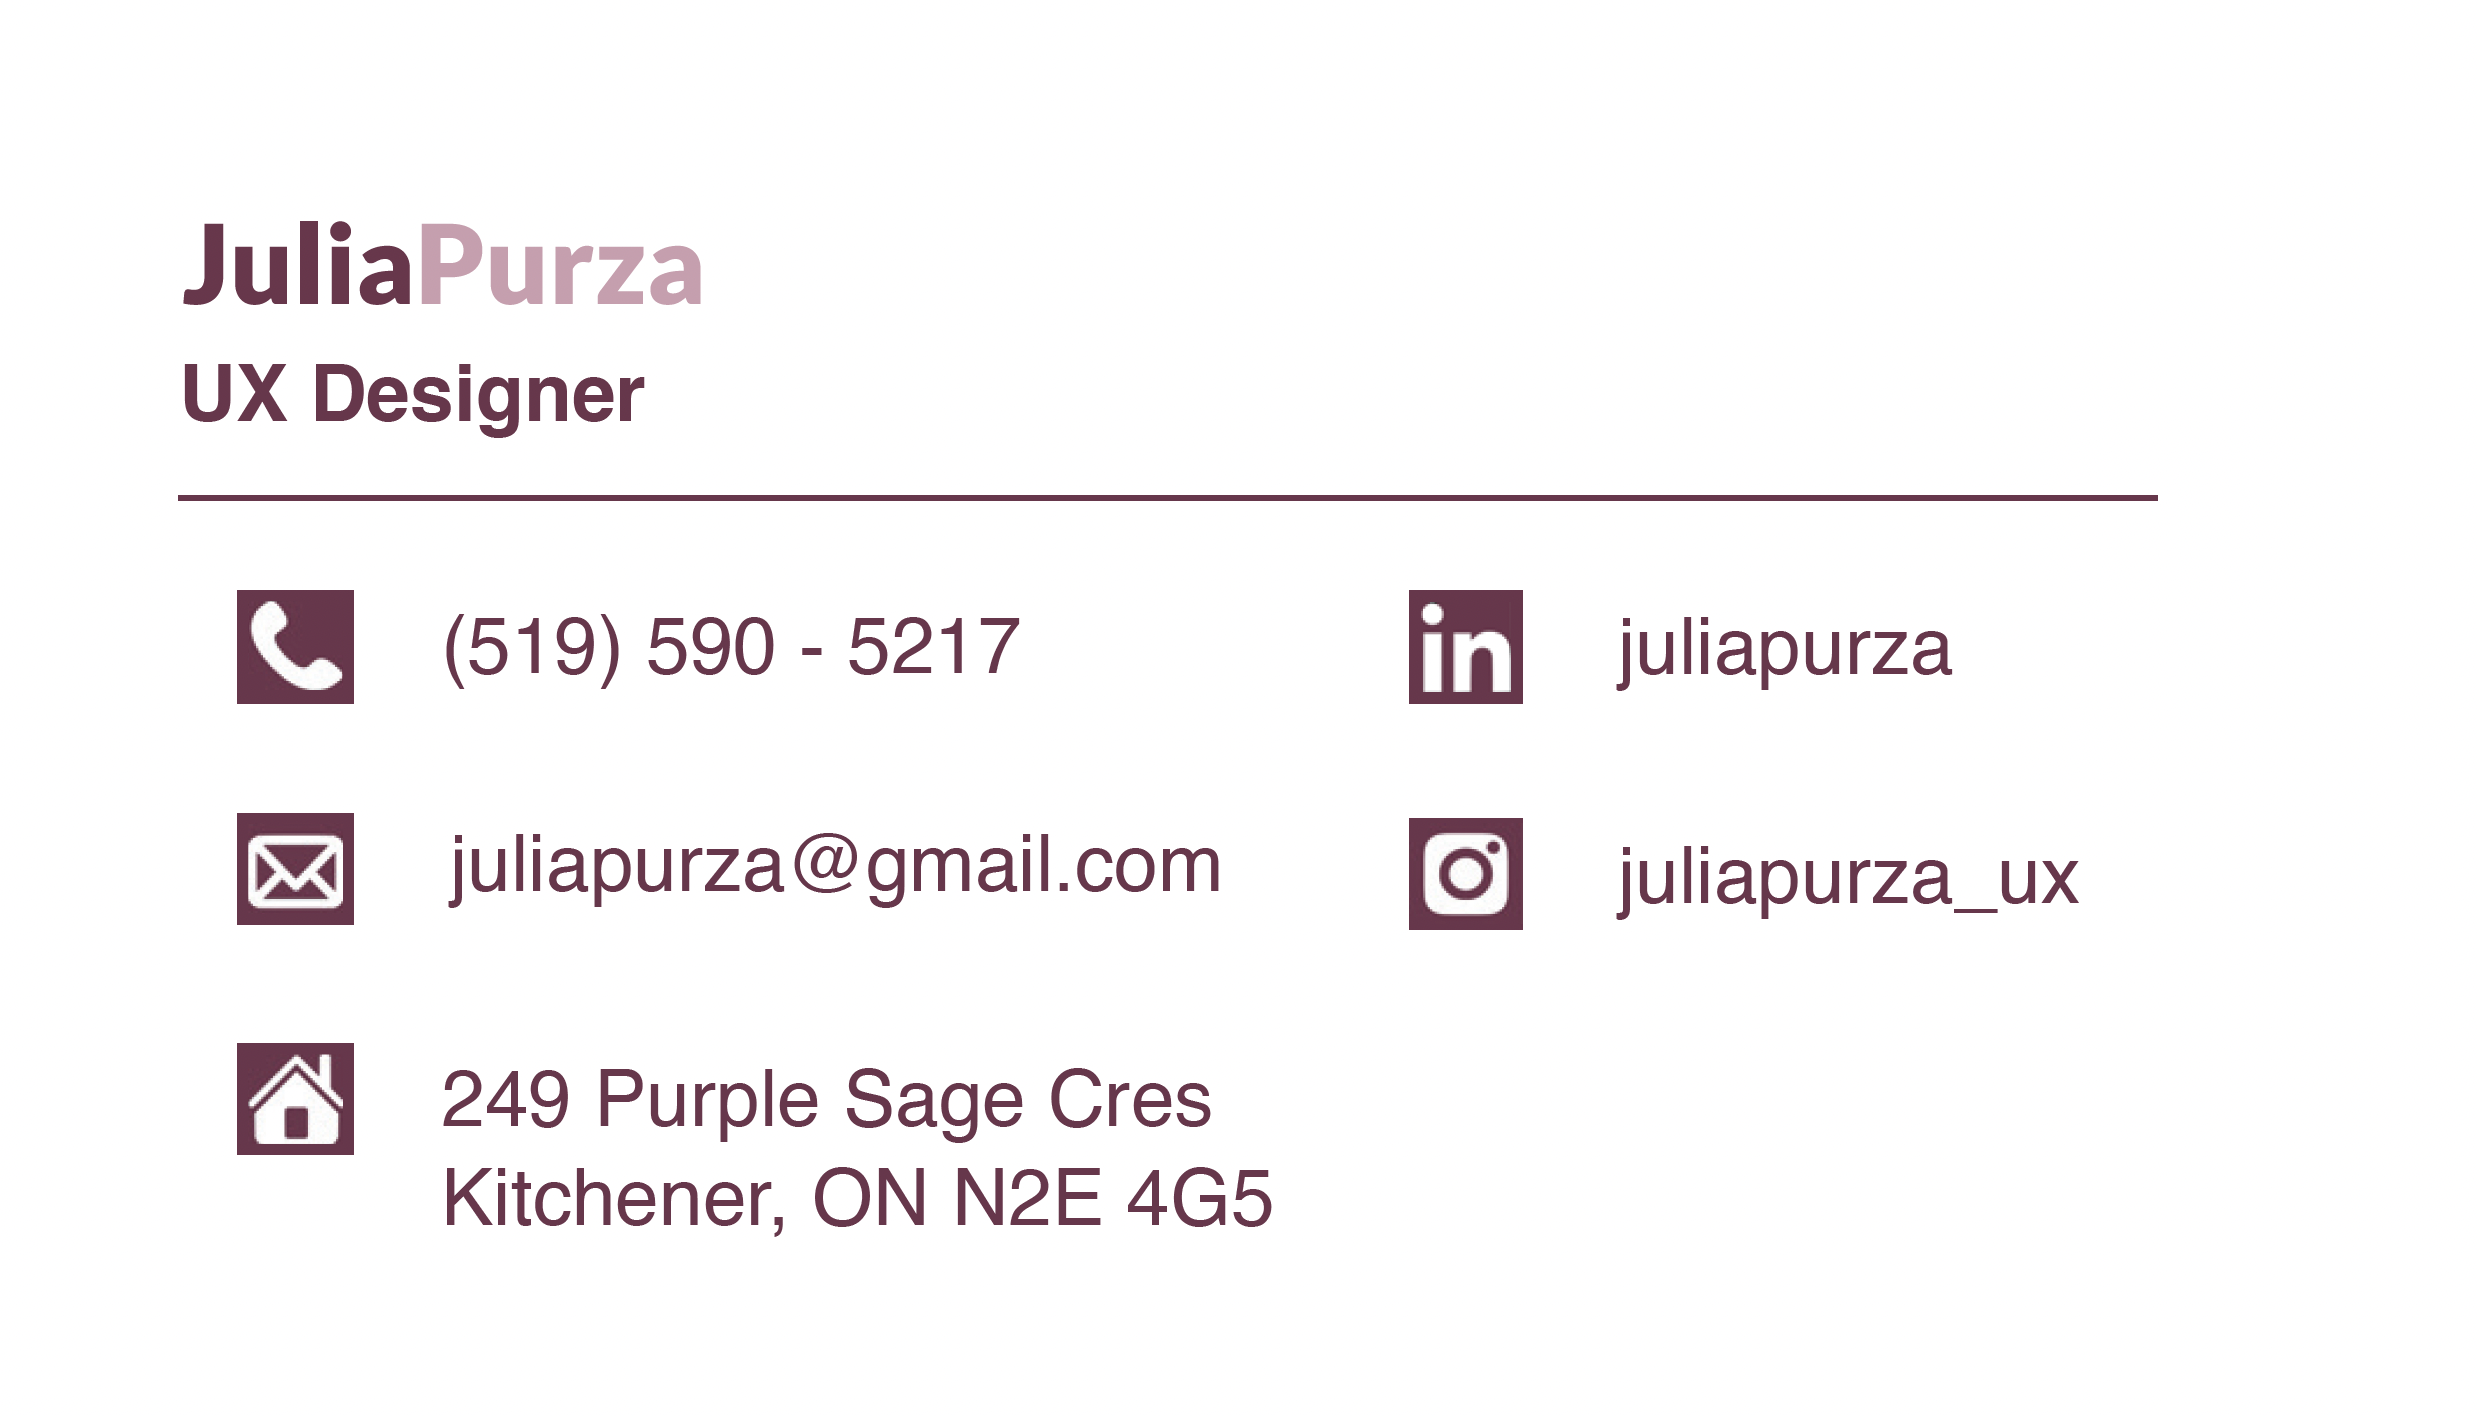 JuliaPurza
UX Designer
(519) 590 - 5217
juliapurza@gmail.com
249 Purple Sage Cres
Kitchener, ON N2E 4G5
in juliapurza
juliapurza_ux